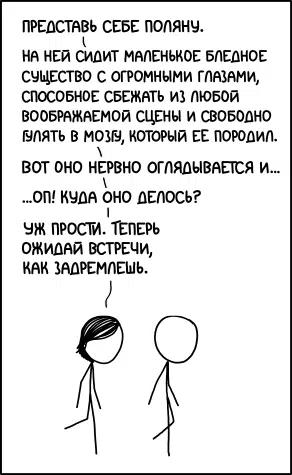 ПРЕДСТАВЬ СЕБЕ ПОЛЯНУ.
НА НЕЙ СИДИТ МАЛЕНЬКОЕ БЛЕДНОЕ
СУЩЕСТВО С ОГРОМНЫМИ ГЛАЗАМИ,
СПОСОБНОЕ СБЕЖАТЬ ИЗ ЛЮБОЙ
ВООБРАЖАЕМОЙ СЦЕНЫ И СВОБОДНО
ГУЛЯТЬ В МОЗГУ, КОТОРЫЙ ЕЕ ПОРОДИЛ.
ВОТ ОНО НЕРВНО ОГЛЯДЫВАЕТСЯ И...
...ОП! КУДА ОНО ДЕЛОСЬ?
УЖ ПРОСТИ. ТЕПЕРЬ
ОЖИДАЙ ВСТРЕЧИ,
КАК ЗАДРЕМЛЕШЬ.